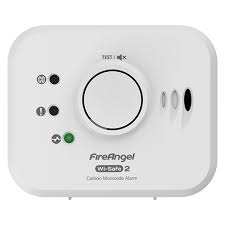 TEST/
FireAngel
Wi-Safe 2
Carbon Monoxide Alarm